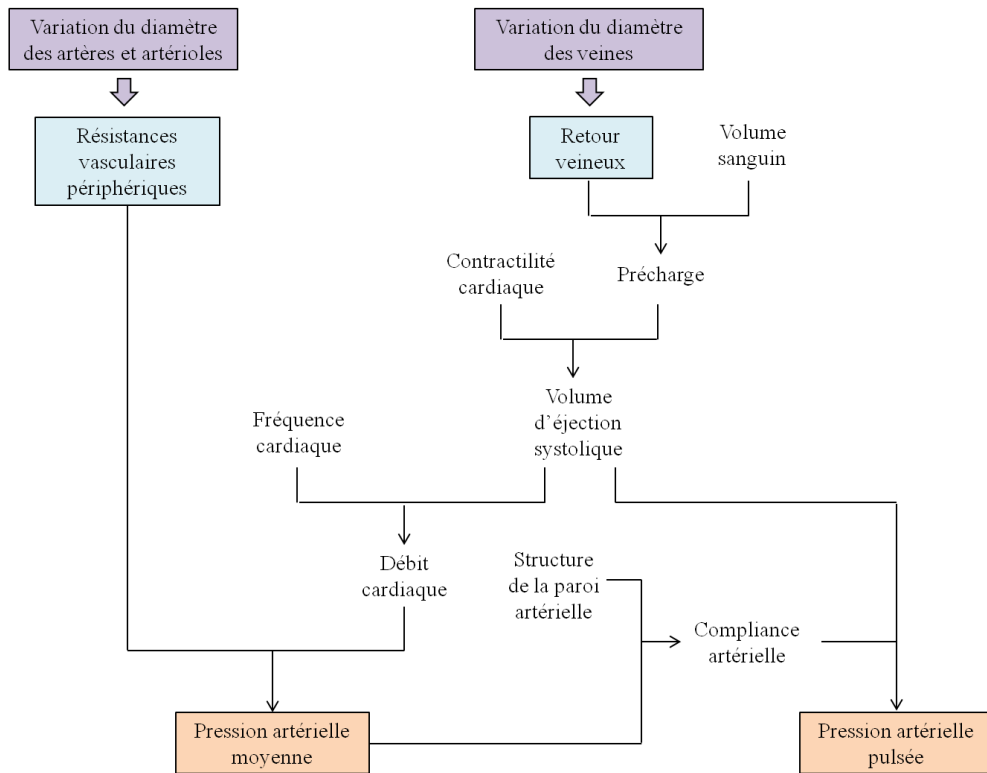 Variation du diamètre
des artères et artérioles
Variation du diamètre
des veines
Résistances
vasculaires
périphériques
Retour
veineux
Volume
sanguin
Contractilité
cardiaque
Précharge
Fréquence
cardiaque
Volume
d’éjection
systolique
Débit
cardiaque
Structure
de la paroi
artérielle
Compliance
artérielle
Pression artérielle
moyenne
Pression artérielle
pulsée